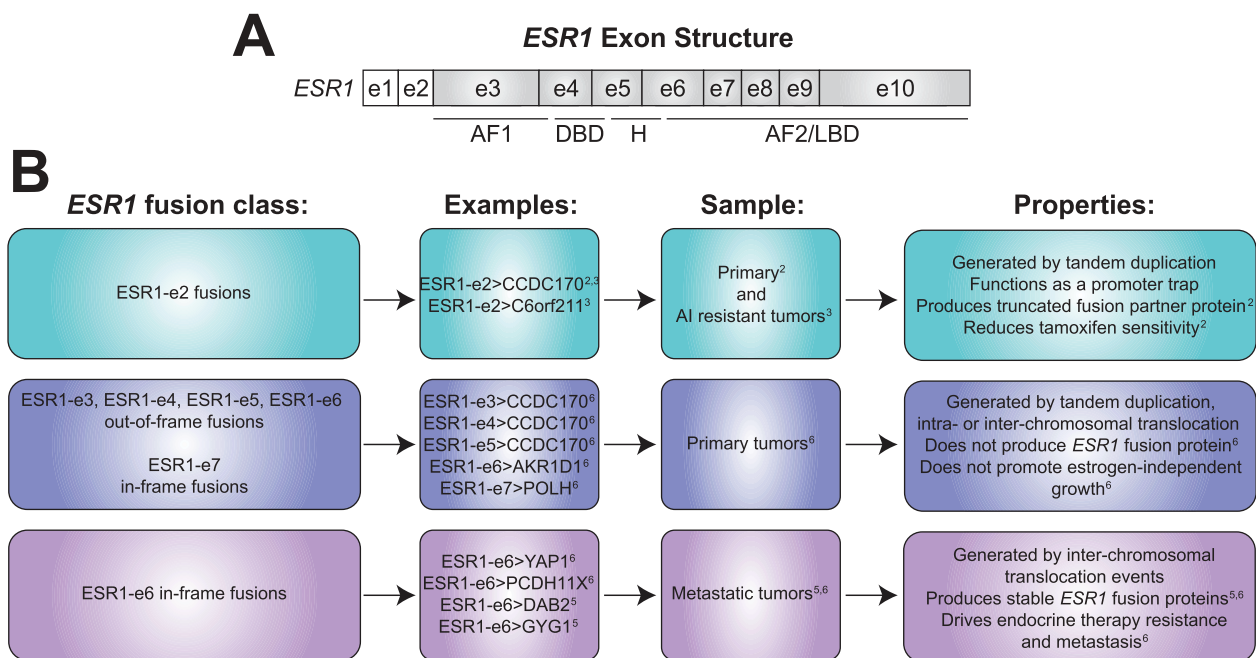 A
ESR1 Exon Structure
ESR1 e1 e2 e3 e4 e5 e6 e7 e8 e9 e10
AF1 DBD H AF2/LBD
B
ESR1 fusion class: Examples: Sample: Properties:
ESR1-e2 fusions
ESR1-e2>CCDC1702,3
ESR1-e2>C6orf2113
Primary2
and
AI resistant tumors3
Generated by tandem duplication
Functions as a promoter trap
Produces truncated fusion partner protein2
Reduces tamoxifen sensitivity2
ESR1-e3, ESR1-e4, ESR1-e5, ESR1-e6
out-of-frame fusions
ESR1-e7
in-frame fusions
ESR1-e3>CCDC1706
ESR1-e4>CCDC1706
ESR1-e5>CCDC1706
ESR1-e6>AKR1D16
ESR1-e7>POLH6
Primary tumors6
Generated by tandem duplication,
intra- or inter-chromosomal translocation
Does not produce ESR1 fusion protein6
Does not promote estrogen-independent
growth6
ESR1-e6 in-frame fusions
ESR1-e6>YAP16
ESR1-e6>PCDH11X6
ESR1-e6>DAB25
ESR1-e6>GYG15
Metastatic tumors5,6
Generated by inter-chromosomal
translocation events
Produces stable ESR1 fusion proteins5,6
Drives endocrine therapy resistance
and metastasis6